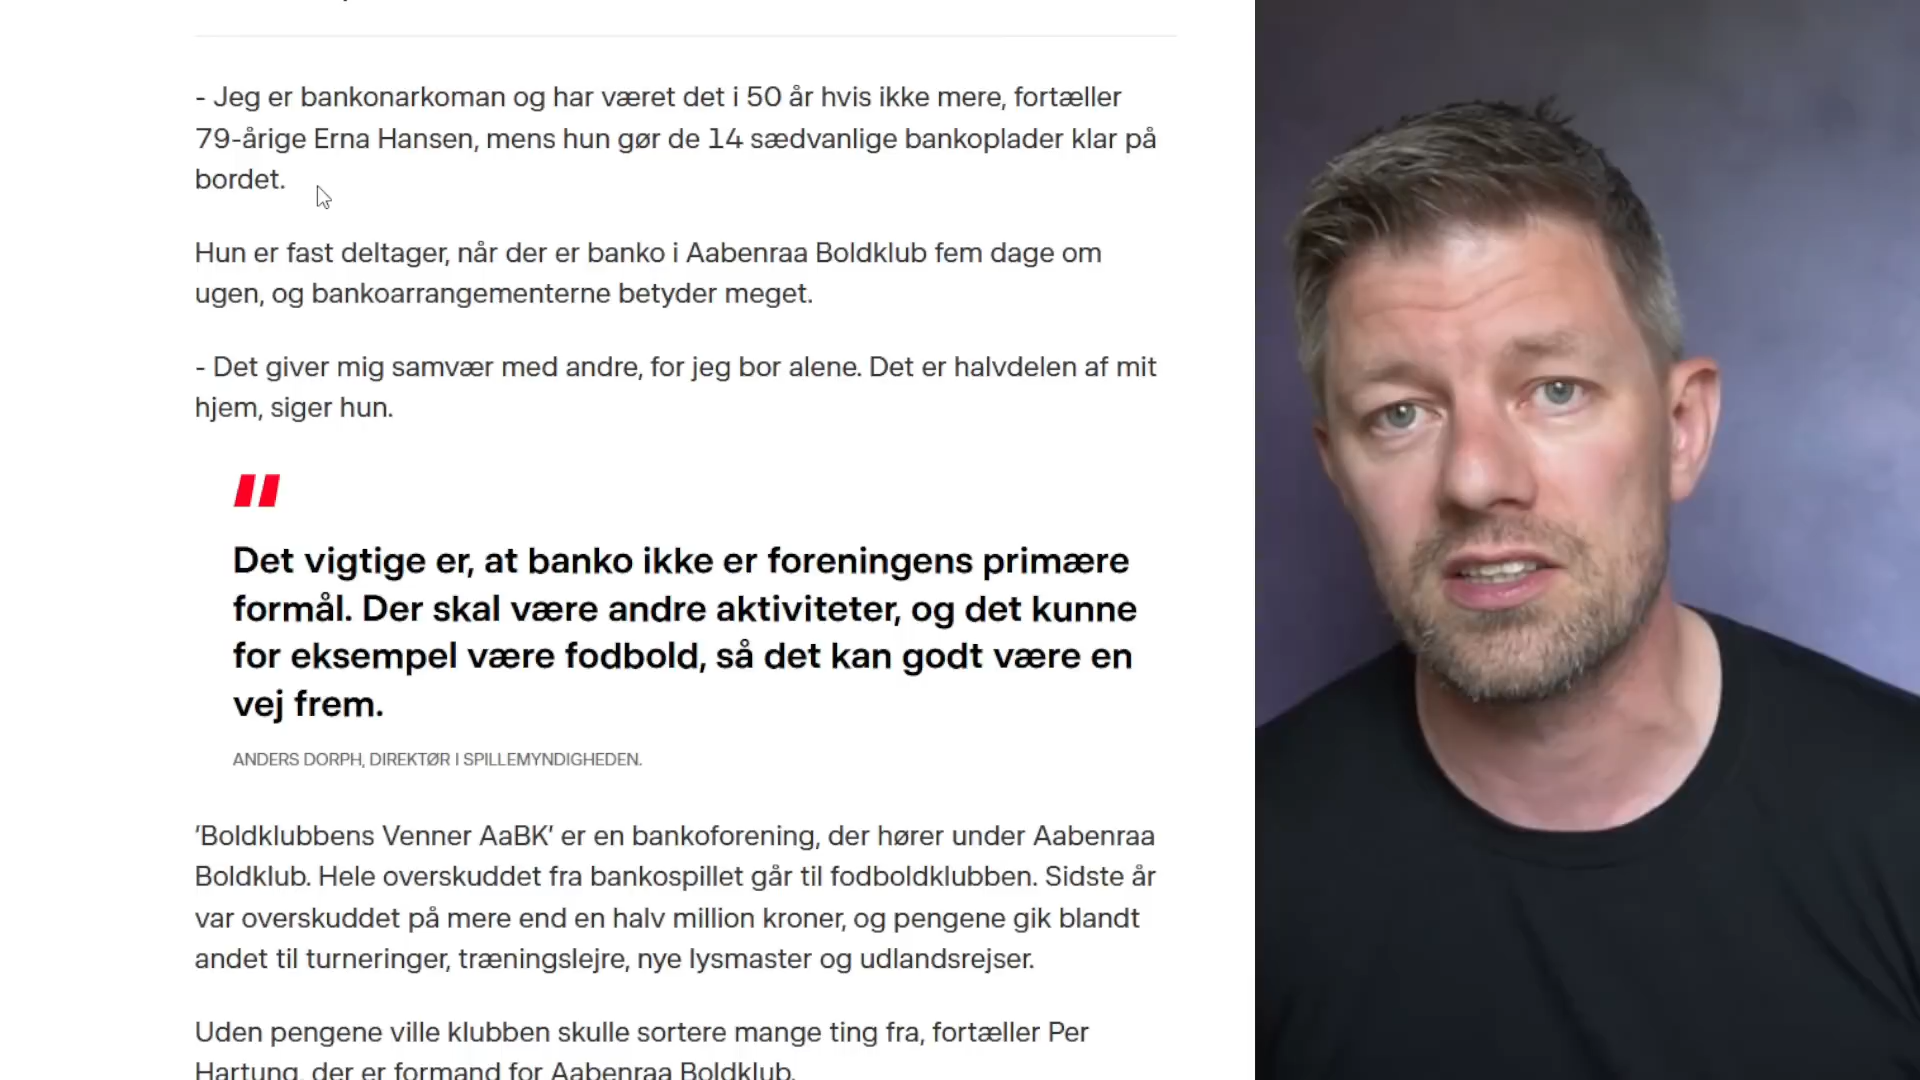 - Jeg er bankonarkoman og har været det i 50 år hvis ikke mere, fortæller
79-årige Erna Hansen, mens hun gør de 14 sædvanlige bankoplader klar på
bordet.
Hun er fast deltager, når der er banko i Aabenraa Boldklub fem dage om
ugen, og bankoarrangementerne betyder meget.
- Det giver mig samvær med andre, for jeg bor alene. Det er halvdelen af mit
hjem, siger hun.
"
Det vigtige er, at banko ikke er foreningens primære
formål. Der skal være andre aktiviteter, og det kunne
for eksempel være fodbold, så det kan godt være en
vej frem.
ANDERS DORPH, DIREKTØR I SPILLEMYNDIGHEDEN.
’Boldklubbens Venner AaBK’ er en bankoforening, der hører under Aabenraa
Boldklub. Hele overskuddet fra bankospillet går til fodboldklubben. Sidste år
var overskuddet på mere end en halv million kroner, og pengene gik blandt
andet til turneringer, træningslejre, nye lysmaster og udlandsrejser.
Uden pengene ville klubben skulle sortere mange ting fra, fortæller Per
Hartung, der er formand for Aabenraa Boldklub.